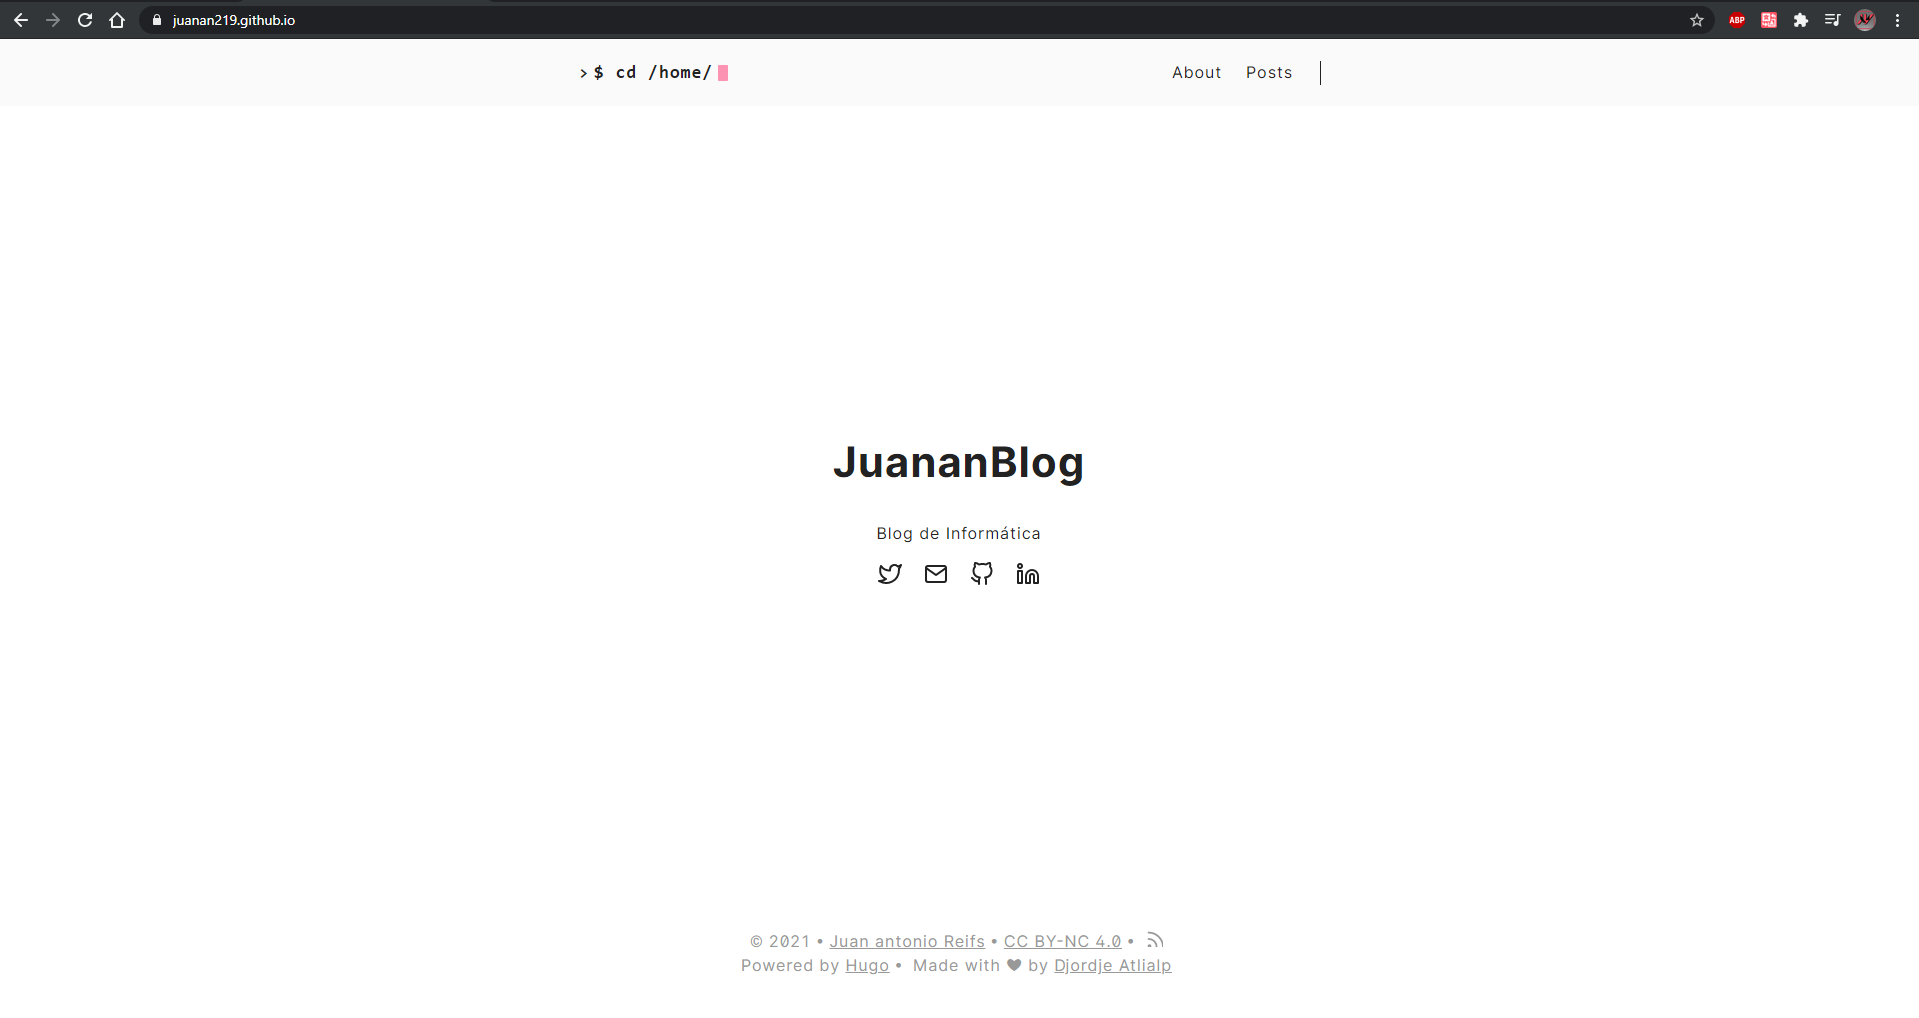 juanan219.github.io
ABP
>$ cd /home/
About Posts
JuananBlog
Blog de Informática
© 2021 • Juan antonio Reifs • CC BY-NC 4.0 •
Powered by Hugo • Made with ♥ by Djordje Atlialp